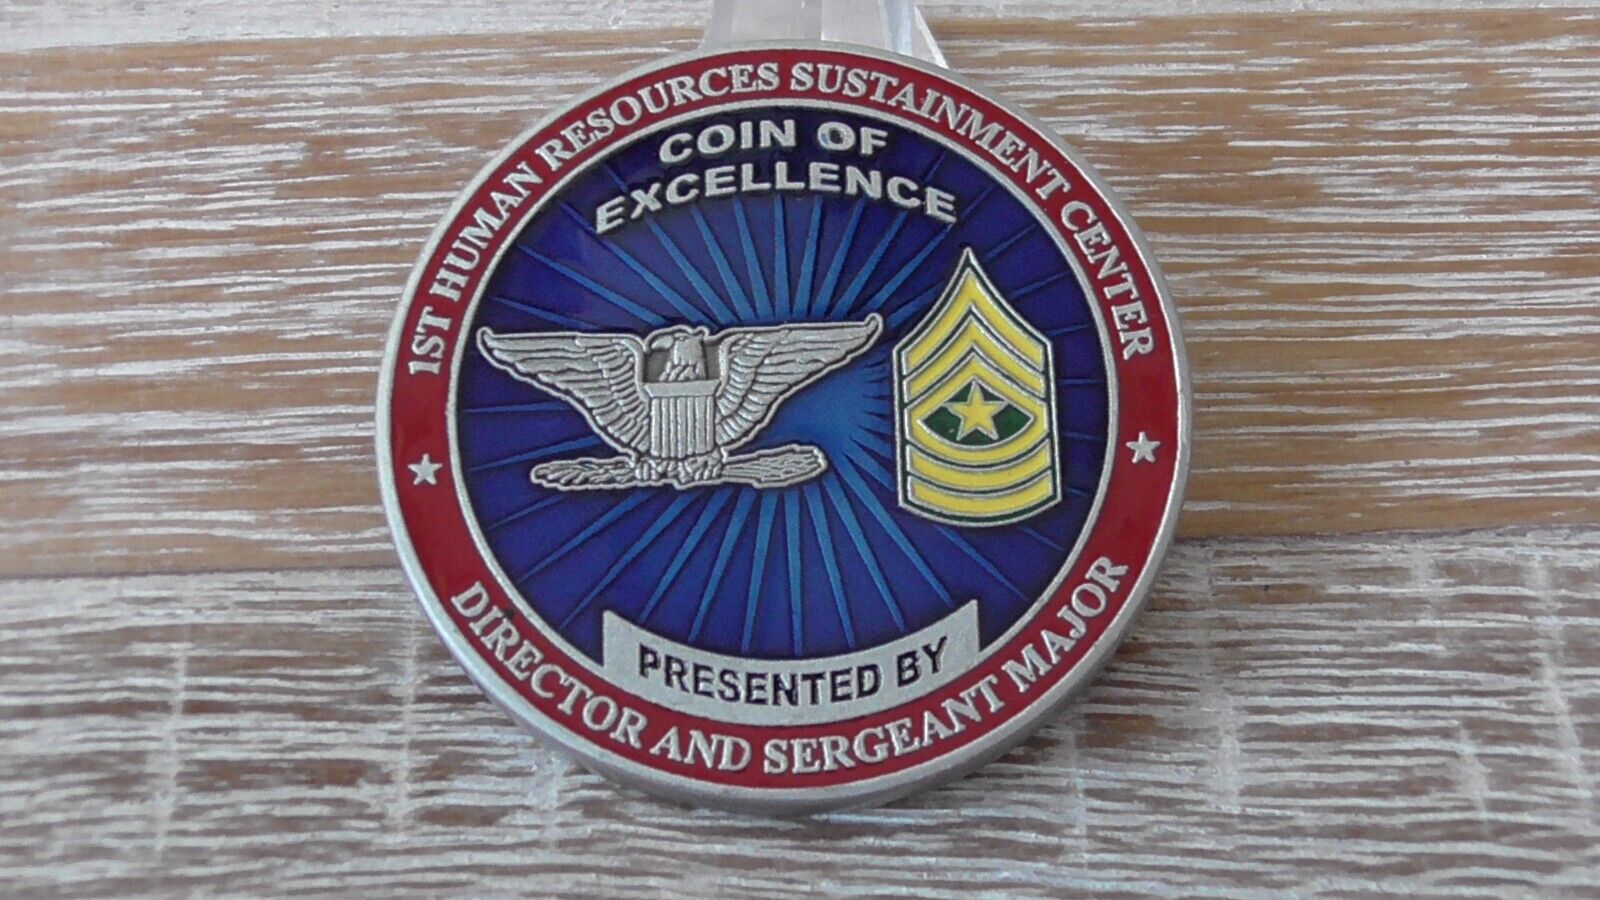 1ST HUMAN RESOURCES SUSTAINMENT CENTER
COIN OF
EXCELLENCE
PRESENTED BY
DIRECTOR AND SERGEANT MAJOR